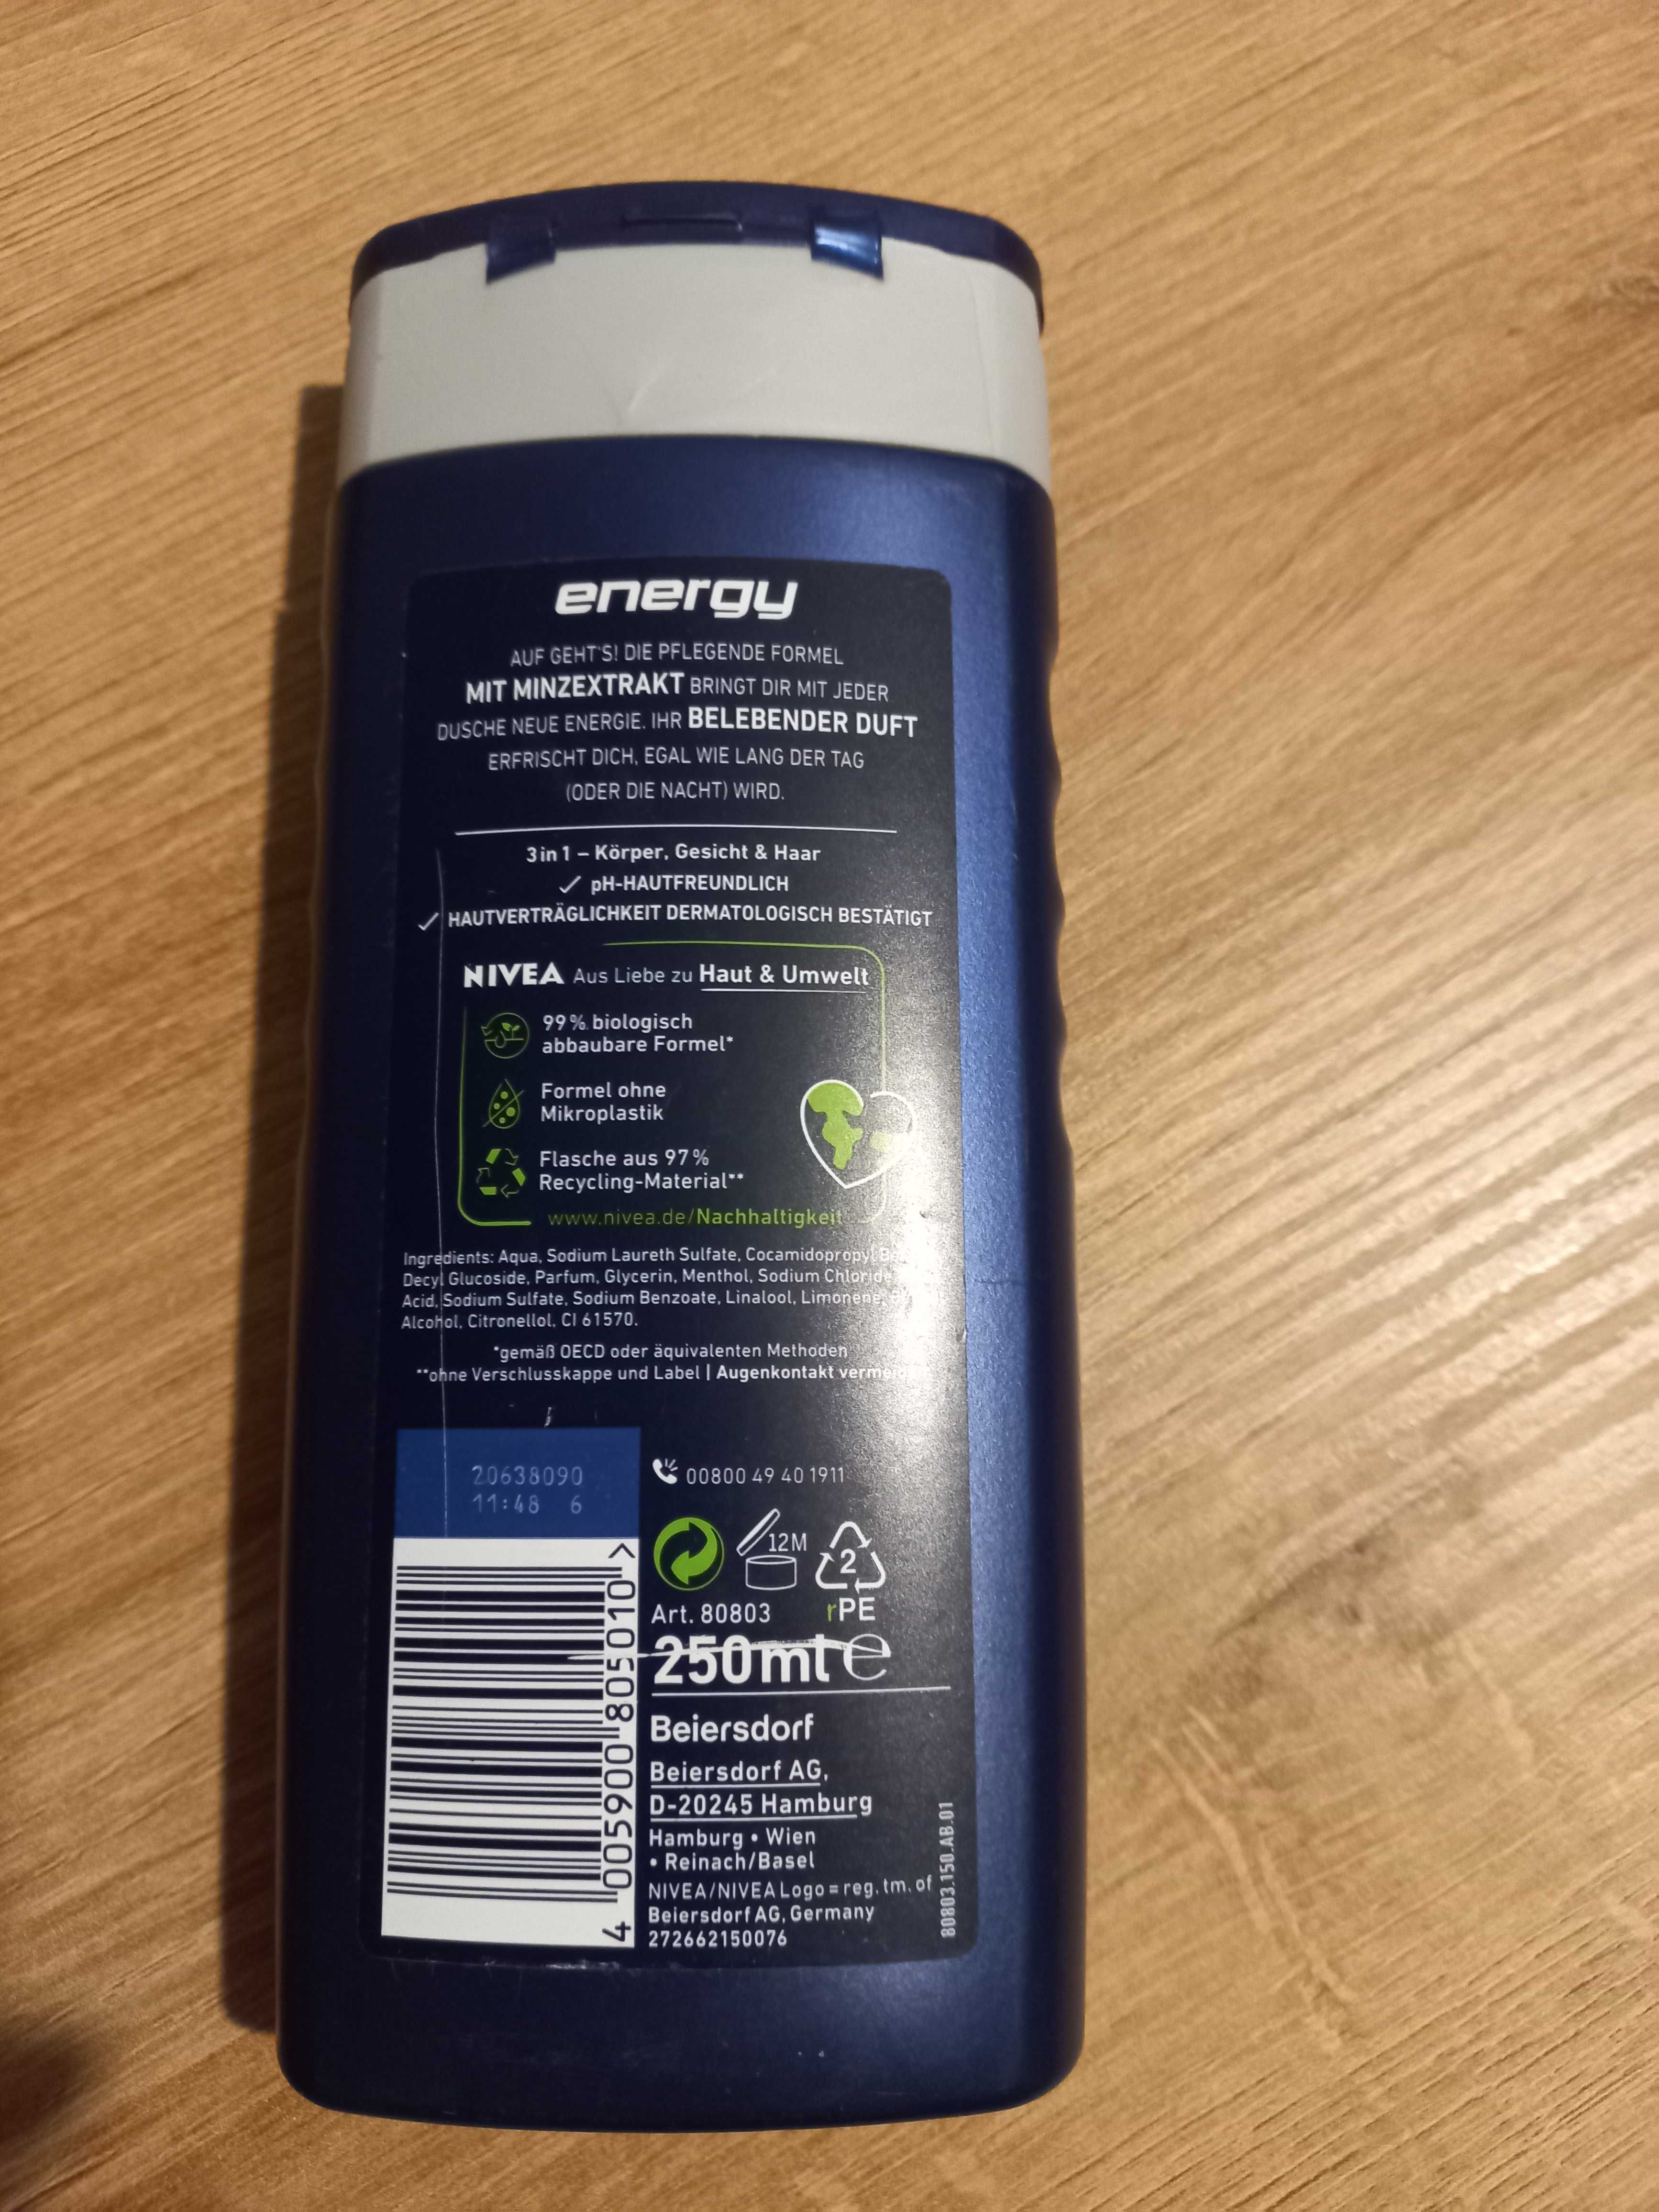 energy
AUF GEHT'S! DIE PFLEGENDE FORMEL
MIT MINZEXTRAKT BRINGT DIR MIT JEDER
DUSCHE NEUE ENERGIE. IHR BELEBENDER DUFT
ERFRISCHT DICH, EGAL WIE LANG DER TAG
(ODER DIE NACHT) WIRD.
3in1 – Körper, Gesicht & Haar
✓ pH-HAUTFREUNDLICH
✓ HAUTVERTRÄGLICHKEIT DERMATOLOGISCH BESTÄTIGT
NIVEA Aus Liebe zu Haut & Umwelt
99% biologisch
abbaubare Formel*
Formel ohne
Mikroplastik
Flasche aus 97%
Recycling-Material**
www.nivea.de/Nachhaltigkeit
Ingredients: Aqua, Sodium Laureth Sulfate, Cocamidopropyl
Decyl Glucoside, Parfum, Glycerin, Menthol, Sodium Chloride
Acid, Sodium Sulfate, Sodium Benzoate, Linalool, Limonene,
Alcohol, Citronellol, CI 61570.
*gemäß OECD oder äquivalenten Methoden
**ohne Verschlusskappe und Label | Augenkontakt
20638090
11:48 6
00800 49 40 1911
12M
2
Art. 80803
rPE
250ml e
4 005900 805010 >
Beiersdorf
Beiersdorf AG,
D-20245 Hamburg
Hamburg • Wien
• Reinach/Basel
NIVEA/NIVEA Logo = reg. tm. of
Beiersdorf AG, Germany
272662150076
80803.150.AB.01